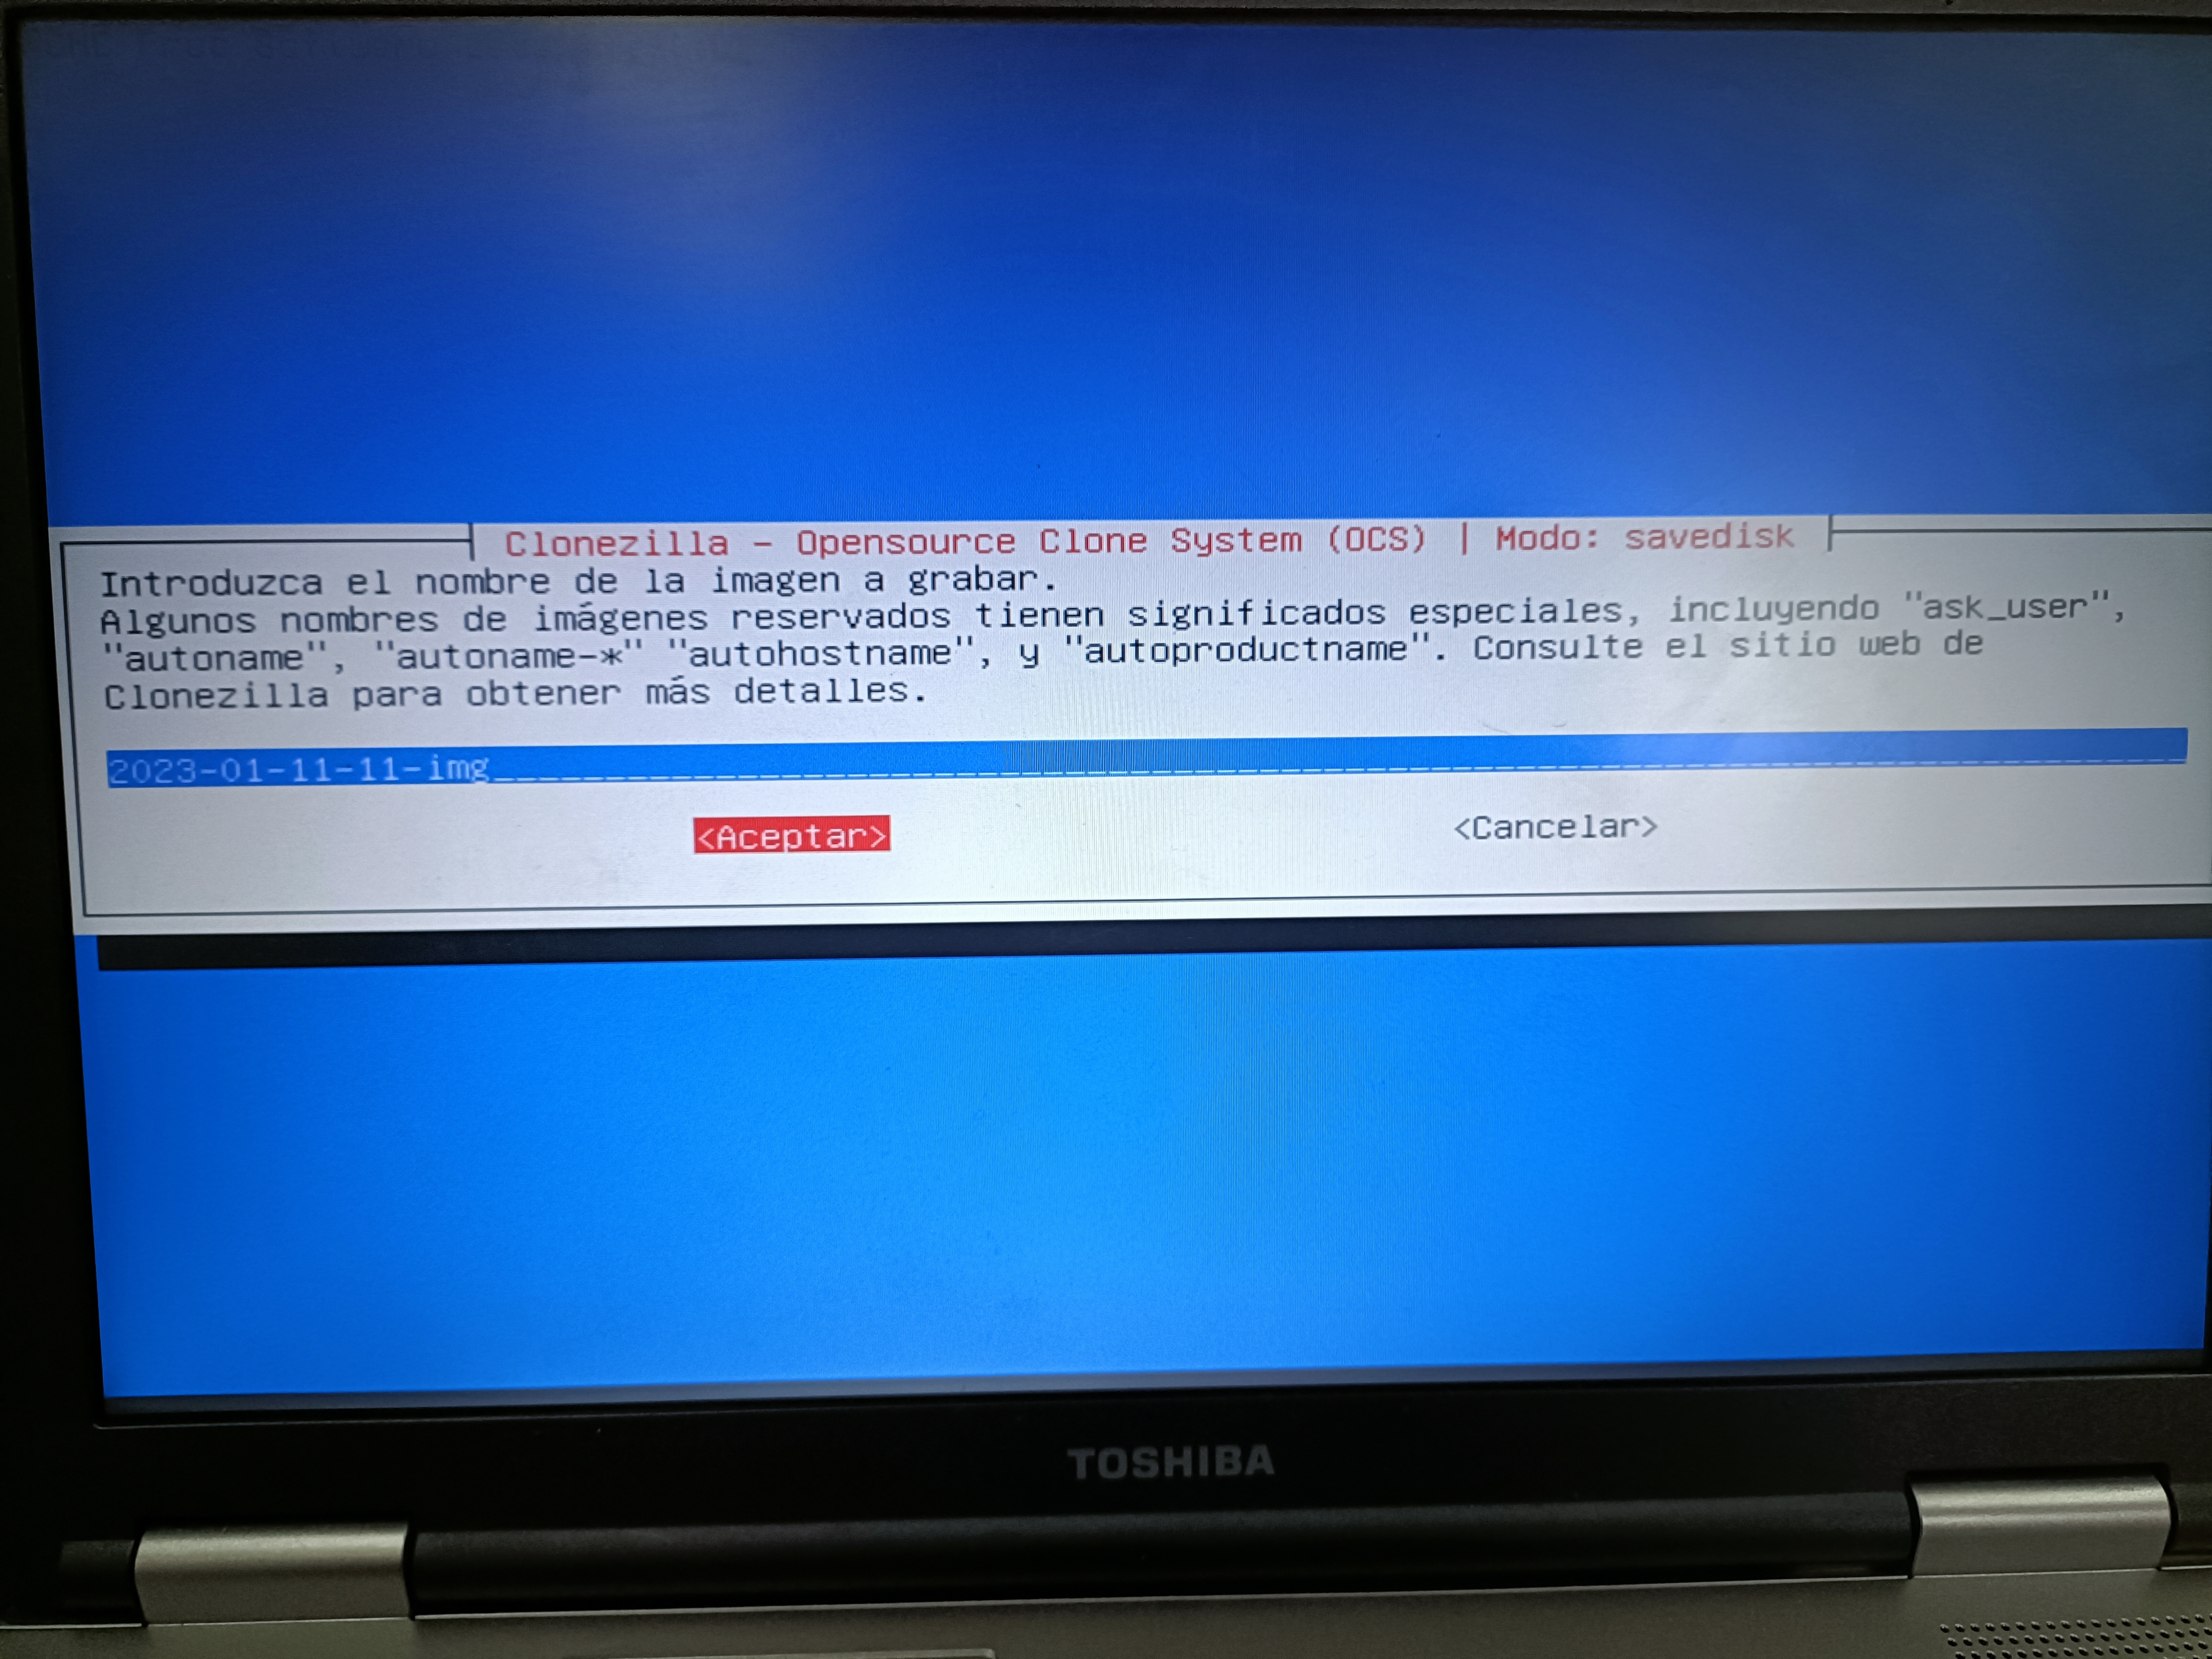 Clonezilla - Opensource Clone System (OCS) | Modo: savedisk
Introduzca el nombre de la imagen a grabar.
Algunos nombres de imágenes reservados tienen significados especiales, incluyendo "ask_user",
"autoname", "autoname-*" "autohostname", y "autoproductname". Consulte el sitio web de
Clonezilla para obtener más detalles.
2023-01-11-11-img
<Aceptar> <Cancelar>
TOSHIBA